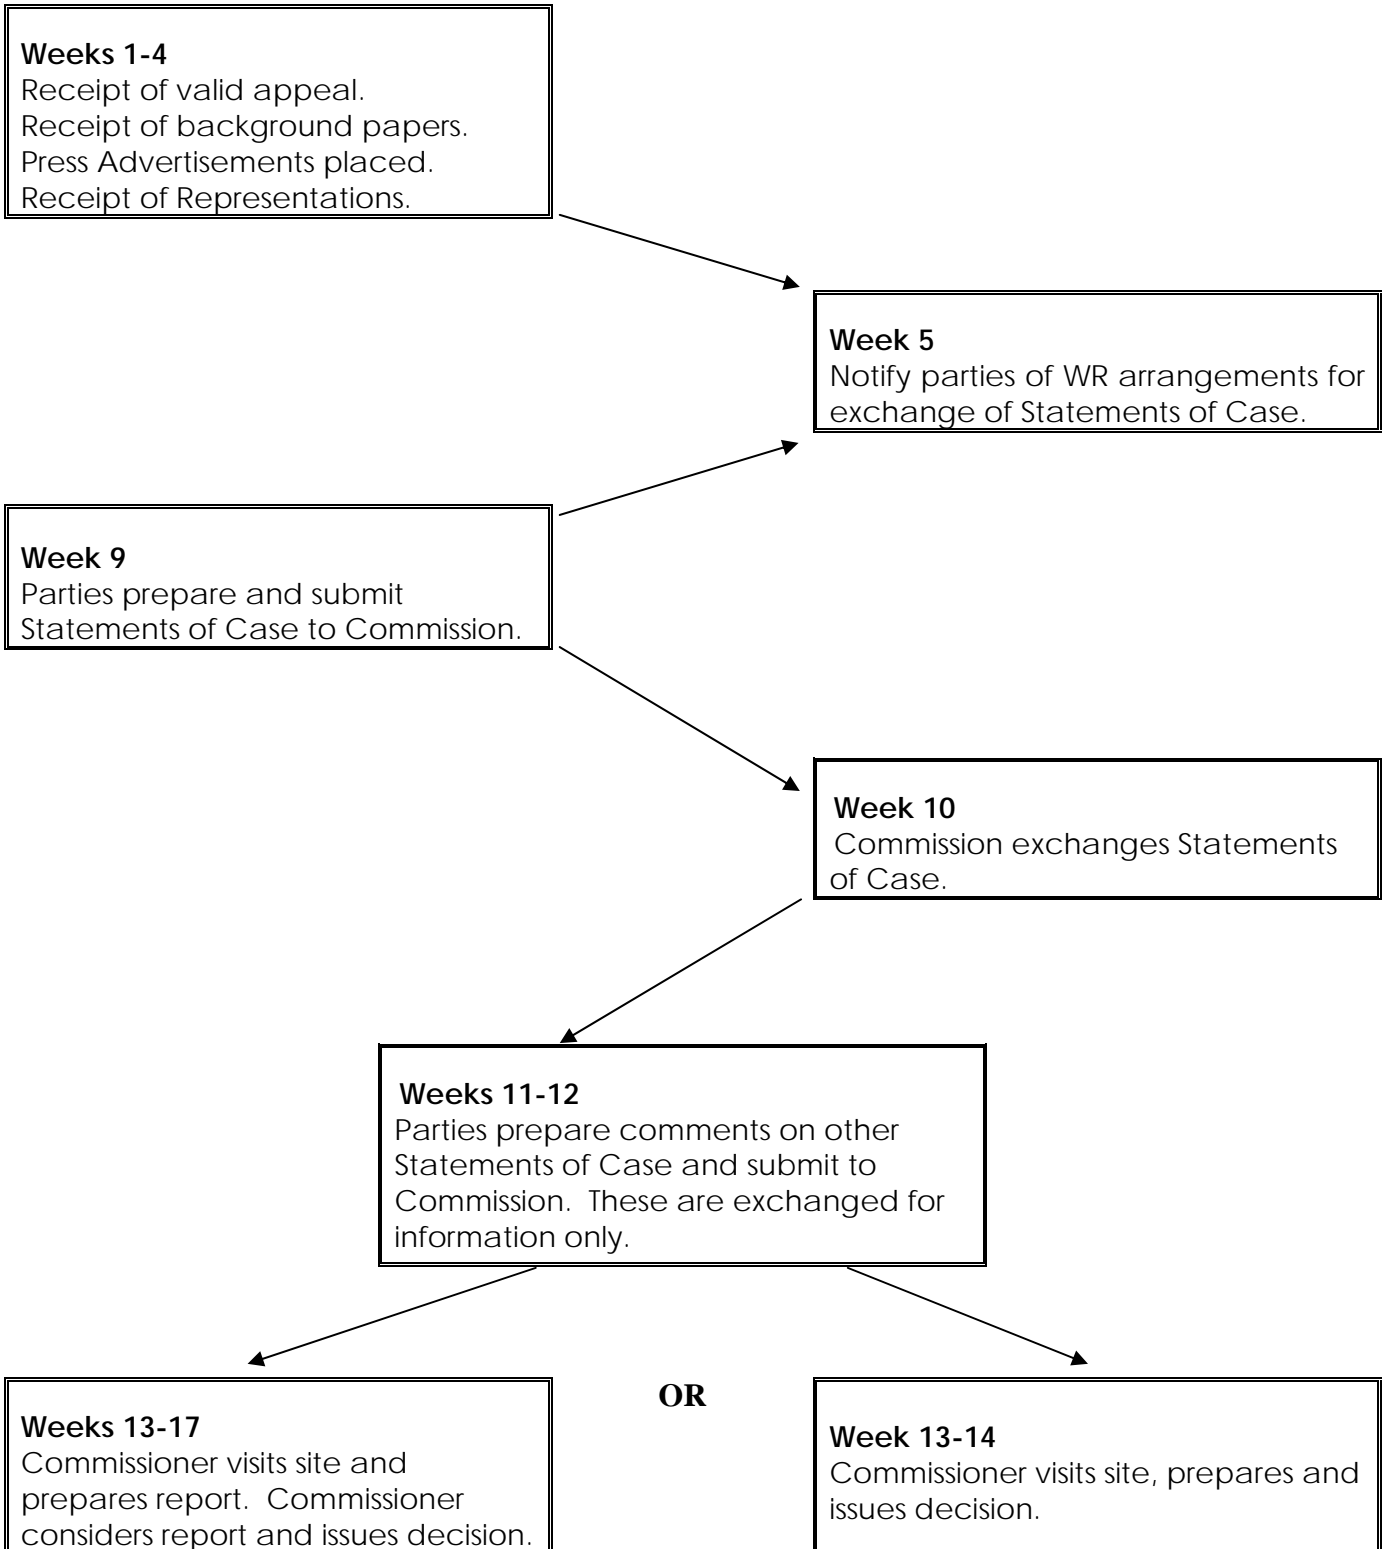 Weeks 1-4
Receipt of valid appeal.
Receipt of background papers.
Press Advertisements placed.
Receipt of Representations.
Week 5
Notify parties of WR arrangements for
exchange of Statements of Case.
Week 9
Parties prepare and submit
Statements of Case to Commission.
Week 10
Commission exchanges Statements
of Case.
Weeks 11-12
Parties prepare comments on other
Statements of Case and submit to
Commission. These are exchanged for
information only.
OR
Weeks 13-17
Commissioner visits site and
prepares report. Commissioner
considers report and issues decision.
Week 13-14
Commissioner visits site, prepares and
issues decision.